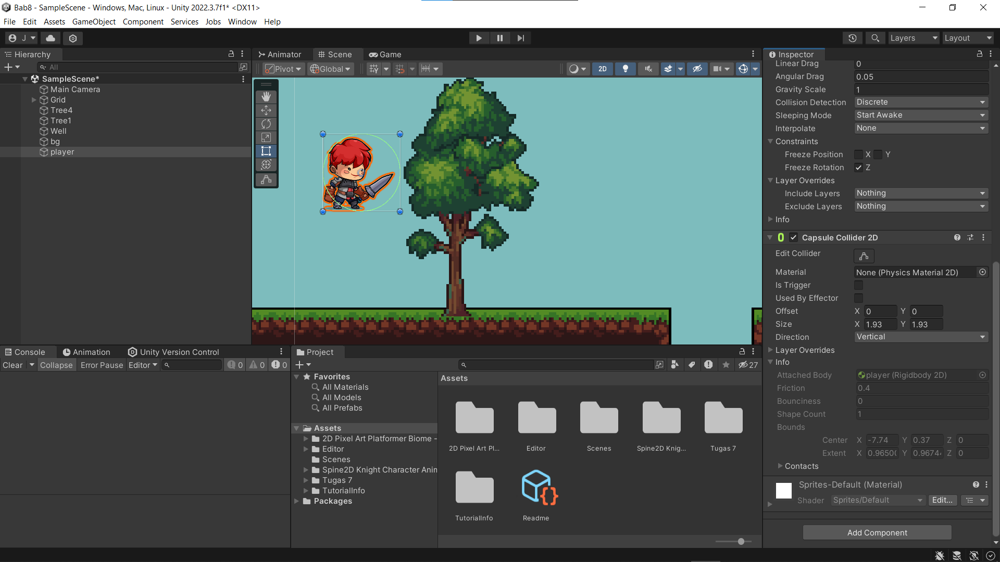 Bab8 - SampleScene - Windows, Mac, Linux - Unity 2022.3.7f1* <DX11>
File Edit Assets GameObject Component Services Jobs Window Help
J
Layers
Layout
Hierarchy
All
SampleScene*
Main Camera
Grid
Tree4
Tree1
Well
bg
player
Animator Scene Game
Pivot Global 2D
Inspector
Linear Drag 0
Angular Drag 0.05
Gravity Scale 1
Collision Detection Discrete
Sleeping Mode Start Awake
Interpolate None
Constraints
Freeze Position X Y
Freeze Rotation Z
Layer Overrides
Include Layers Nothing
Exclude Layers Nothing
Info
Capsule Collider 2D
Edit Collider
Material None (Physics Material 2D)
Is Trigger
Used By Effector
Offset X 0 Y 0
Size X 1.93 Y 1.93
Direction Vertical
Layer Overrides
Info
Attached Body player (Rigidbody 2D)
Friction 0.4
Bounciness 0
Shape Count 1
Bounds
Center X -7.74 Y 0.37 Z 0
Extent X 0.9650 Y 0.9674 Z 0
Contacts
Sprites-Default (Material)
Shader Sprites/Default Edit...
Add Component
Console Animation Unity Version Control
Clear Collapse Error Pause Editor 0 0 0
Project
27
Favorites
All Materials
All Models
All Prefabs
Assets
2D Pixel Art Platformer Biome -
Editor
Scenes
Spine2D Knight Character Anim
Tugas 7
TutorialInfo
Packages
Assets
2D Pixel Art Pl...
Editor
Scenes
Spine2D Knig...
Tugas 7
TutorialInfo
Readme